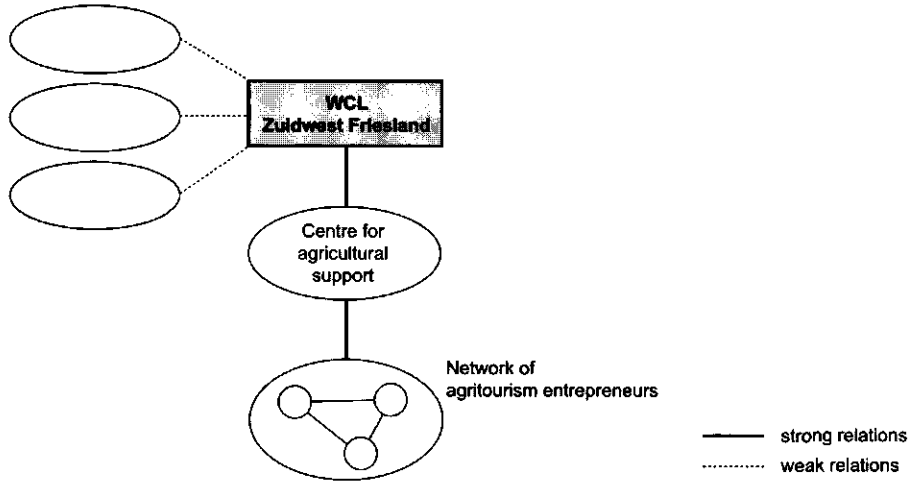 WCL
Zuidwest Friesland
Centre for
agricultural
support
Network of
agritourism entrepreneurs
strong relations
weak relations